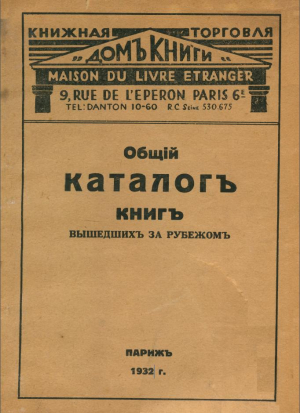 КНИЖНАЯ ТОРГОВЛЯ
„ДОМЪ КНИГИ"
MAISON DU LIVRE ETRANGER
9, RUE DE L'EPERON PARIS 6E
TEL: DANTON 10-60 R.C Seine 530.675
Общій
КАТАЛОГЪ
КНИГЪ
ВЫШЕДШИХЪ ЗА РУБЕЖОМЪ
ПАРИЖЪ
1932 г.